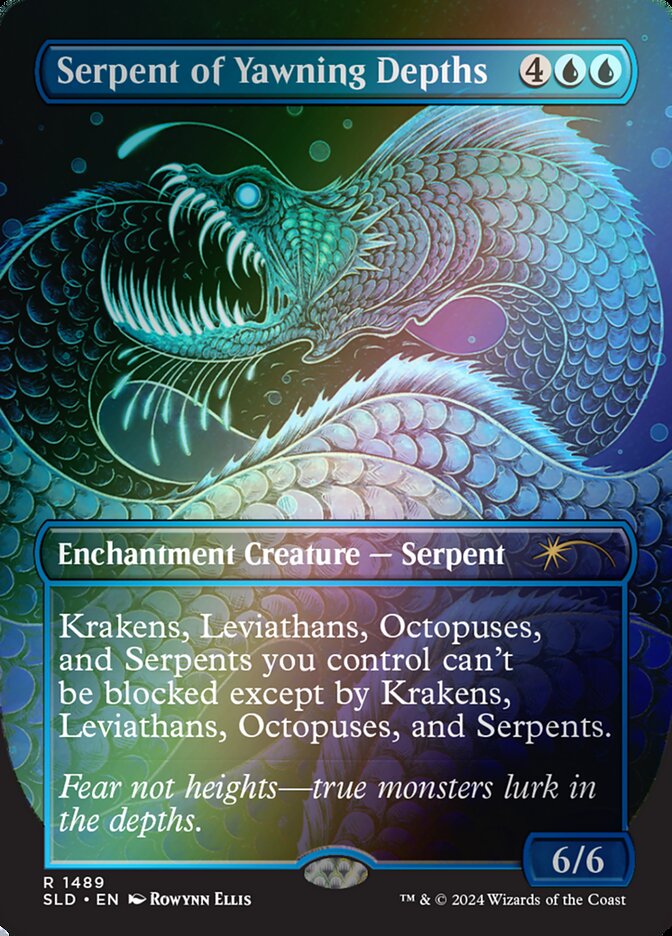 Serpent of Yawning Depths 4
Enchantment Creature — Serpent
Krakens, Leviathans, Octopuses,
and Serpents you control can't
be blocked except by Krakens,
Leviathans, Octopuses, and Serpents.
Fear not heights—true monsters lurk in
the depths.
6/6
R 1489
SLD • EN Rowynn Ellis
™ & © 2024 Wizards of the Coast